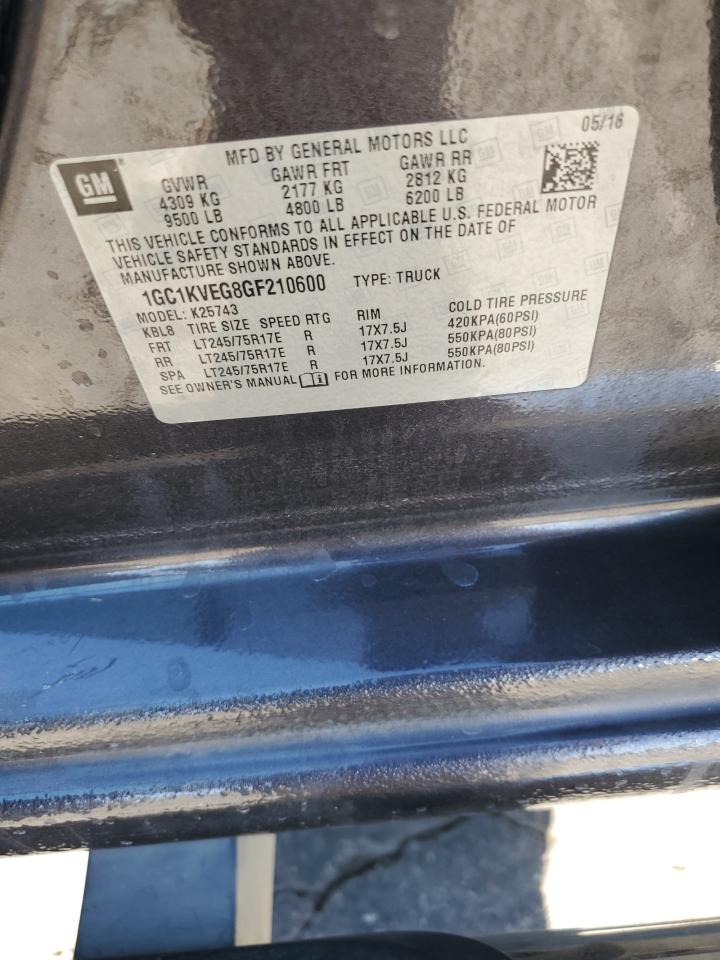 GM
MFD BY GENERAL MOTORS LLC 05/16
GVWR GAWR FRT GAWR RR
4309 KG 2177 KG 2812 KG
9500 LB 4800 LB 6200 LB
THIS VEHICLE CONFORMS TO ALL APPLICABLE U.S. FEDERAL MOTOR
VEHICLE SAFETY STANDARDS IN EFFECT ON THE DATE OF
MANUFACTURE SHOWN ABOVE.
1GC1KVEG8GF210600 TYPE: TRUCK
MODEL: K25743
KBL8 TIRE SIZE SPEED RTG RIM COLD TIRE PRESSURE
FRT LT245/75R17E R 17X7.5J 420KPA(60PSI)
RR LT245/75R17E R 17X7.5J 550KPA(80PSI)
SPA LT245/75R17E R 17X7.5J 550KPA(80PSI)
SEE OWNER'S MANUAL FOR MORE INFORMATION.